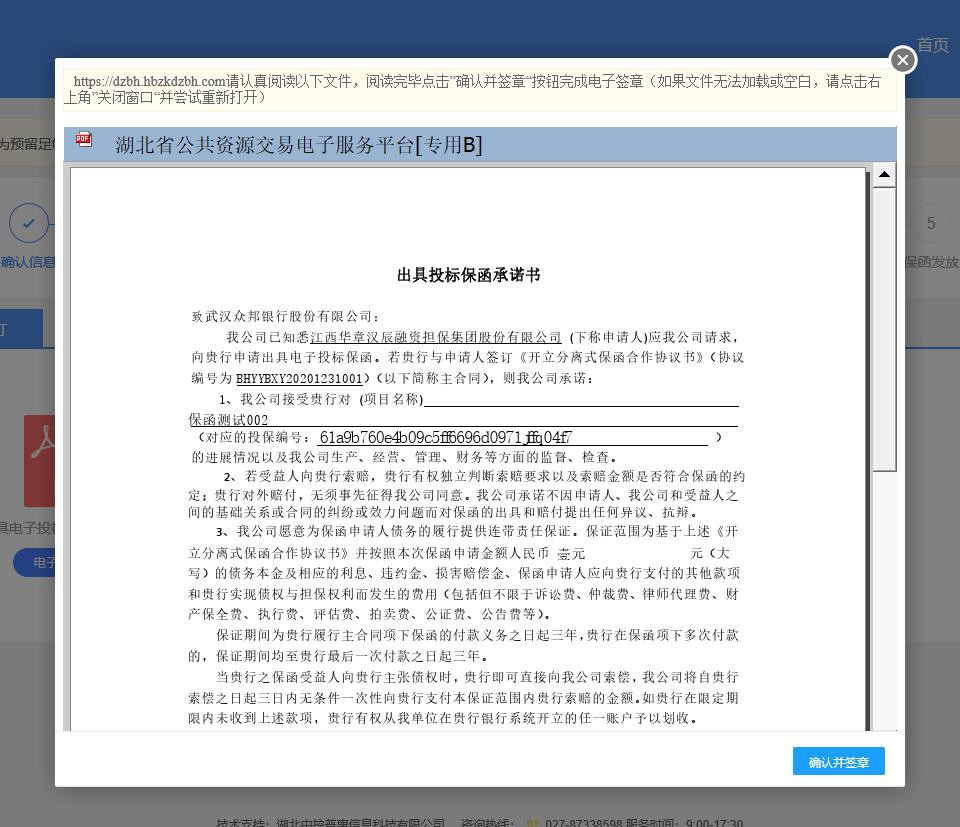 首页
https://dzbh.hbzkdzbh.com请认真阅读以下文件，阅读完毕点击”确认并签章“按钮完成电子签章（如果文件无法加载或空白，请点击右
上角”关闭窗口“并尝试重新打开）
为预留足
湖北省公共资源交易电子服务平台[专用B]
5
确认信息
保函发放
订
出具投标保函承诺书
致武汉众邦银行股份有限公司：
我公司已知悉江西华章汉辰融资担保集团股份有限公司 (下称申请人)应我公司请求，
向贵行申请出具电子投标保函。若贵行与申请人签订《开立分离式保函合作协议书》（协议
编号为 BHYYBXY20201231001）（以下简称主合同），则我公司承诺：
1、我公司接受贵行对 (项目名称)
保函测试002
（对应的投保编号： 61a9b760e4b09c5ff6696d0971jffq04f7 ）
的进展情况以及我公司生产、经营、管理、财务等方面的监督、检查。
2、若受益人向贵行索赔，贵行有权独立判断索赔要求以及索赔金额是否符合保函的约
定；贵行对外赔付，无须事先征得我公司同意。我公司承诺不因申请人、我公司和受益人之
间的基础关系或合同的纠纷或效力问题而对保函的出具和赔付提出任何异议、抗辩。
3、我公司愿意为保函申请人债务的履行提供连带责任保证。保证范围为基于上述《开
立分离式保函合作协议书》并按照本次保函申请金额人民币 壹元 元（大
写）的债务本金及相应的利息、违约金、损害赔偿金、保函申请人应向贵行支付的其他款项
和贵行实现债权与担保权利而发生的费用（包括但不限于诉讼费、仲裁费、律师代理费、财
产保全费、执行费、评估费、拍卖费、公证费、公告费等）。
保证期间为贵行履行主合同项下保函的付款义务之日起三年，贵行在保函项下多次付款
的，保证期间均至贵行最后一次付款之日起三年。
当贵行之保函受益人向贵行主张债权时，贵行即可直接向我公司索偿，我公司将自贵行
索偿之日起三日内无条件一次性向贵行支付本保证范围内贵行索赔的金额。如贵行在限定期
限内未收到上述款项，贵行有权从我单位在贵行银行系统开立的任一账户予以划收。
具电子投
电子
确认并签章
技术支持：湖北中控普惠信息科技有限公司 咨询热线： 027-87338598 服务时间：9:00-17:30